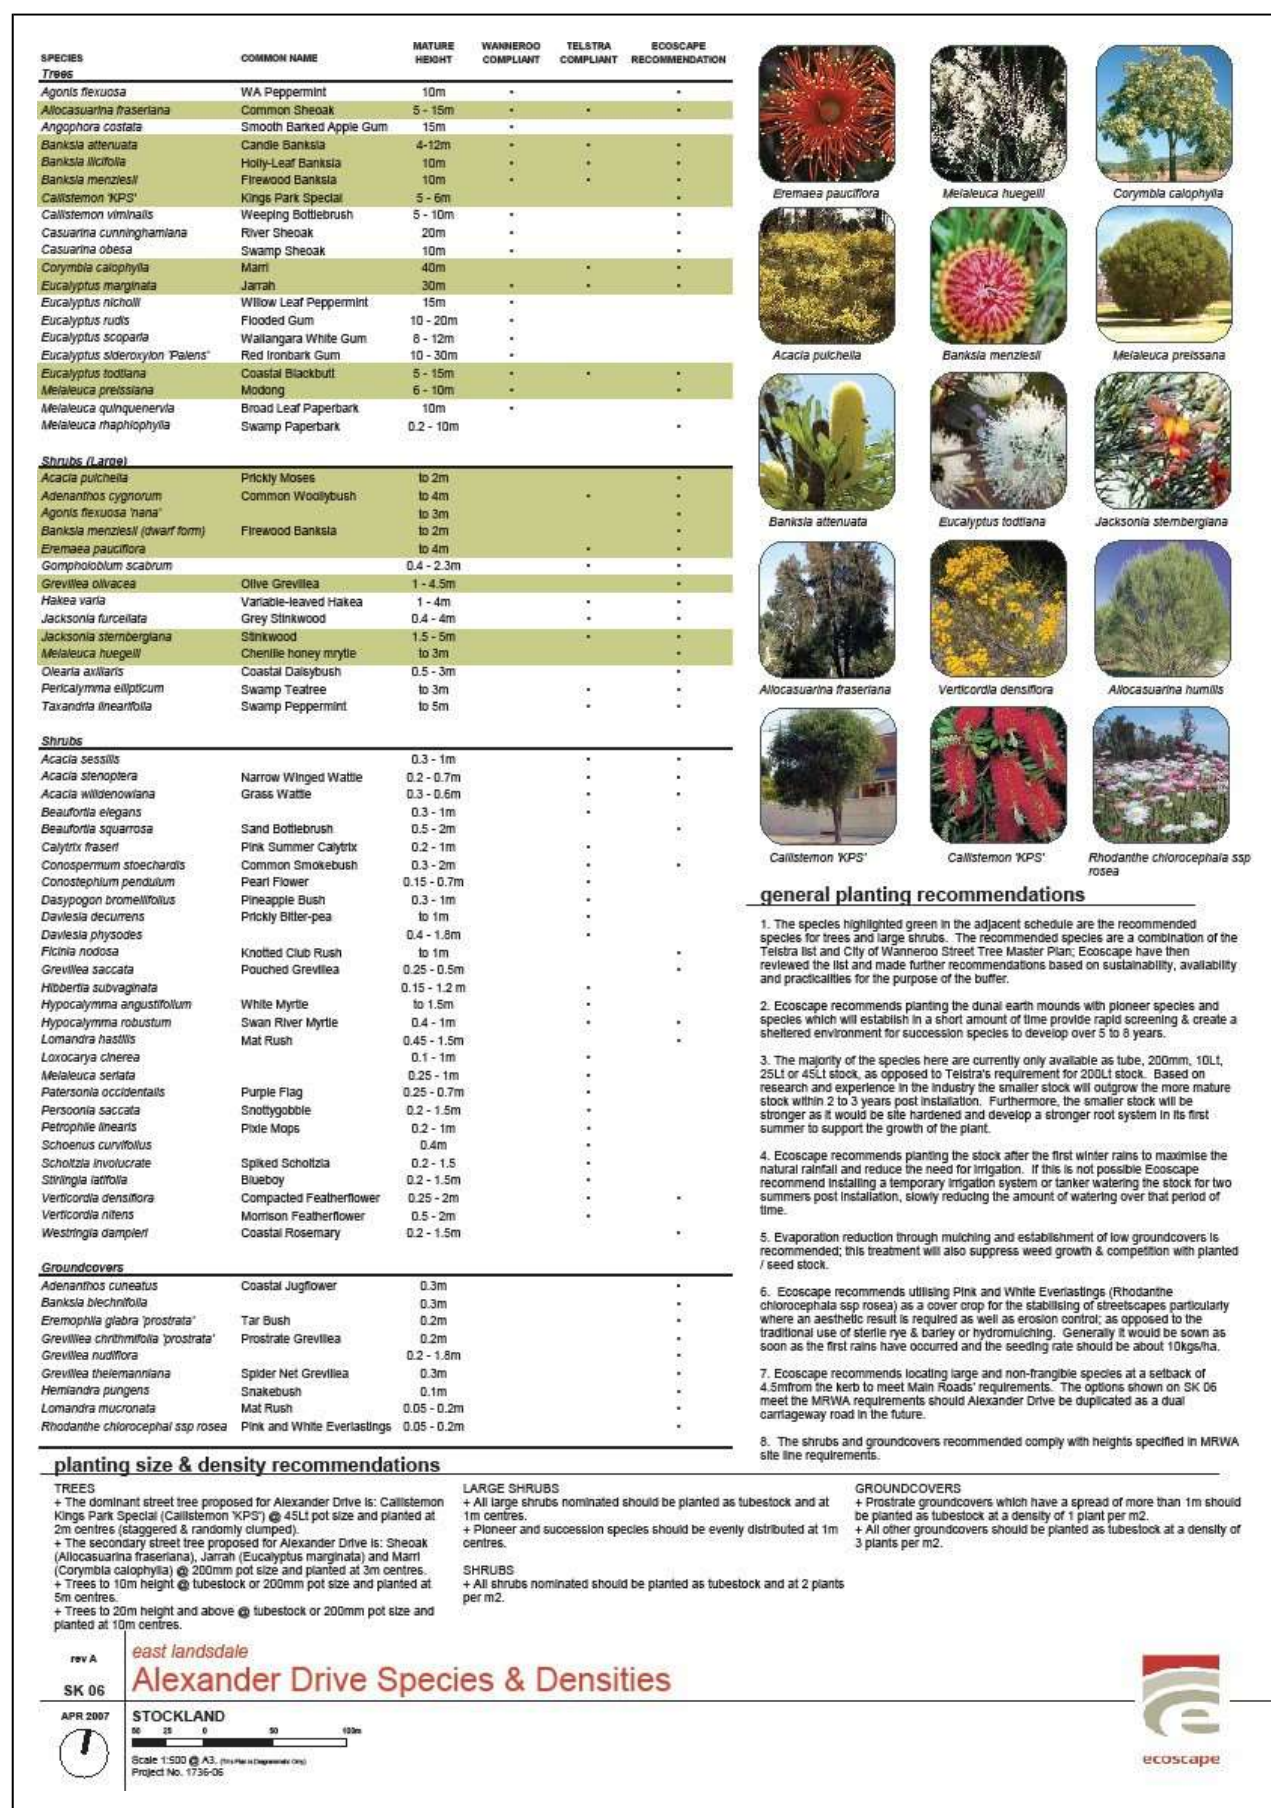 SPECIES COMMON NAME MATURE HEIGHT WANNEROO COMPLIANT TELSTRA COMPLIANT ECOSCAPE RECOMMENDATION
Trees
Agonis flexuosa WA Peppermint 10m • •
Allocasuarina fraseriana Common Sheoak 5 - 15m • • •
Angophora costata Smooth Barked Apple Gum 15m •
Banksia attenuata Candle Banksia 4-12m • • •
Banksia ilicifolia Holly-Leaf Banksia 10m • • •
Banksia menziesii Firewood Banksia 10m • • •
Callistemon 'KPS' Kings Park Special 5 - 6m •
Callistemon viminalis Weeping Bottlebrush 5 - 10m • •
Casuarina cunninghamiana River Sheoak 20m • •
Casuarina obesa Swamp Sheoak 10m • •
Corymbia calophylla Marri 40m • •
Eucalyptus marginata Jarrah 30m • • •
Eucalyptus nicholii Willow Leaf Peppermint 15m •
Eucalyptus rudis Flooded Gum 10 - 20m •
Eucalyptus scoparia Wallangara White Gum 8 - 12m •
Eucalyptus sideroxylon 'Palens' Red Ironbark Gum 10 - 30m •
Eucalyptus todtiana Coastal Blackbutt 5 - 15m • • •
Melaleuca preissiana Modong 6 - 10m • •
Melaleuca quinquenervia Broad Leaf Paperbark 10m •
Melaleuca rhaphiophylla Swamp Paperbark 0.2 - 10m •
Shrubs (Large)
Acacia pulchella Prickly Moses to 2m •
Adenanthos cygnorum Common Woollybush to 4m • •
Agonis flexuosa 'nana' to 3m •
Banksia menziesii (dwarf form) Firewood Banksia to 2m •
Eremaea pauciflora to 4m • •
Gompholobium scabrum 0.4 - 2.3m • •
Grevillea olivacea Olive Grevillea 1 - 4.5m •
Hakea varia Variable-leaved Hakea 1 - 4m • •
Jacksonia furcellata Grey Stinkwood 0.4 - 4m • •
Jacksonia sternbergiana Stinkwood 1.5 - 5m • •
Melaleuca huegelii Chenille honey mrytle to 3m •
Olearia axillaris Coastal Daisybush 0.5 - 3m •
Pericalymma ellipticum Swamp Teatree to 3m • •
Taxandria linearifolia Swamp Peppermint to 5m • •
Shrubs
Acacia sessilis 0.3 - 1m • •
Acacia stenoptera Narrow Winged Wattle 0.2 - 0.7m • •
Acacia willdenowiana Grass Wattle 0.3 - 0.6m • •
Beaufortia elegans 0.3 - 1m •
Beaufortia squarrosa Sand Bottlebrush 0.5 - 2m • •
Calytrix fraseri Pink Summer Calytrix 0.2 - 1m •
Conospermum stoechardis Common Smokebush 0.3 - 2m • •
Conostephium pendulum Pearl Flower 0.15 - 0.7m •
Dasypogon bromeliifolius Pineapple Bush 0.3 - 1m •
Daviesia decurrens Prickly Bitter-pea to 1m •
Daviesia physodes 0.4 - 1.8m •
Ficinia nodosa Knotted Club Rush to 1m •
Grevillea saccata Pouched Grevillea 0.25 - 0.5m •
Hibbertia subvaginata 0.15 - 1.2 m •
Hypocalymma angustifolium White Myrtle to 1.5m •
Hypocalymma robustum Swan River Myrtle 0.4 - 1m • •
Lomandra hastilis Mat Rush 0.45 - 1.5m • •
Loxocarya cinerea 0.1 - 1m •
Melaleuca seriata 0.25 - 1m •
Patersonia occidentalis Purple Flag 0.25 - 0.7m •
Persoonia saccata Snottygobble 0.2 - 1.5m •
Petrophile linearis Pixie Mops 0.2 - 1m •
Schoenus curvifolius 0.4m •
Scholtzia involucrate Spiked Scholtzia 0.2 - 1.5 •
Stirlingia latifolia Blueboy 0.2 - 1.5m •
Verticordia densiflora Compacted Featherflower 0.25 - 2m • •
Verticordia nitens Morrison Featherflower 0.5 - 2m •
Westringia dampieri Coastal Rosemary 0.2 - 1.5m •
Groundcovers
Adenanthos cuneatus Coastal Jugflower 0.3m •
Banksia blechnifolia 0.3m •
Eremophila glabra 'prostrata' Tar Bush 0.2m •
Grevilliea chrithmifolia 'prostrata' Prostrate Grevillea 0.2m •
Grevillea nudiflora 0.2 - 1.8m •
Grevillea thelemanniana Spider Net Grevillea 0.3m •
Hemiandra pungens Snakebush 0.1m •
Lomandra mucronata Mat Rush 0.05 - 0.2m •
Rhodanthe chlorocephal ssp rosea Pink and White Everlastings 0.05 - 0.2m •
Eremaea pauciflora Melaleuca huegelii Corymbia calophylla
Acacia pulchella Banksia menziesii Melaleuca preissana
Banksia attenuata Eucalyptus todtiana Jacksonia sternbergiana
Allocasuarina fraseriana Verticordia densiflora Allocasuarina humilis
Callistemon 'KPS' Callistemon 'KPS' Rhodanthe chlorocephala ssp
rosea
general planting recommendations
1. The species highlighted green in the adjacent schedule are the recommended
species for trees and large shrubs. The recommended species are a combination of the
Telstra list and City of Wanneroo Street Tree Master Plan; Ecoscape have then
reviewed the list and made further recommendations based on sustainability, availability
and practicalities for the purpose of the buffer.
2. Ecoscape recommends planting the dunal earth mounds with pioneer species and
species which will establish in a short amount of time provide rapid screening & create a
sheltered environment for succession species to develop over 5 to 8 years.
3. The majority of the species here are currently only available as tube, 200mm, 10Lt,
25Lt or 45Lt stock, as opposed to Telstra's requirement for 200Lt stock. Based on
research and experience in the industry the smaller stock will outgrow the more mature
stock within 2 to 3 years post installation. Furthermore, the smaller stock will be
stronger as it would be site hardened and develop a stronger root system in its first
summer to support the growth of the plant.
4. Ecoscape recommends planting the stock after the first winter rains to maximise the
natural rainfall and reduce the need for irrigation. If this is not possible Ecoscape
recommend installing a temporary irrigation system or tanker watering the stock for two
summers post installation, slowly reducing the amount of watering over that period of
time.
5. Evaporation reduction through mulching and establishment of low groundcovers is
recommended; this treatment will also suppress weed growth & competition with planted
/ seed stock.
6. Ecoscape recommends utilising Pink and White Everlastings (Rhodanthe
chlorocephala ssp rosea) as a cover crop for the stabilising of streetscapes particularly
where an aesthetic result is required as well as erosion control; as opposed to the
traditional use of sterile rye & barley or hydromulching. Generally it would be sown as
soon as the first rains have occurred and the seeding rate should be about 10kgs/ha.
7. Ecoscape recommends locating large and non-frangible species at a setback of
4.5mfrom the kerb to meet Main Roads' requirements. The options shown on SK 06
meet the MRWA requirements should Alexander Drive be duplicated as a dual
carriageway road in the future.
8. The shrubs and groundcovers recommended comply with heights specified in MRWA
site line requirements.
planting size & density recommendations
TREES
+ The dominant street tree proposed for Alexander Drive is: Callistemon
Kings Park Special (Callistemon 'KPS') @ 45Lt pot size and planted at
2m centres (staggered & randomly clumped).
+ The secondary street tree proposed for Alexander Drive is: Sheoak
(Allocasuarina fraseriana), Jarrah (Eucalyptus marginata) and Marri
(Corymbia calophylla) @ 200mm pot size and planted at 3m centres.
+ Trees to 10m height @ tubestock or 200mm pot size and planted at
5m centres.
+ Trees to 20m height and above @ tubestock or 200mm pot size and
planted at 10m centres.
LARGE SHRUBS
+ All large shrubs nominated should be planted as tubestock and at
1m centres.
+ Pioneer and succession species should be evenly distributed at 1m
centres.
SHRUBS
+ All shrubs nominated should be planted as tubestock and at 2 plants
per m2.
GROUNDCOVERS
+ Prostrate groundcovers which have a spread of more than 1m should
be planted as tubestock at a density of 1 plant per m2.
+ All other groundcovers should be planted as tubestock at a density of
3 plants per m2.
rev A
SK 06
APR 2007
east landsdale
Alexander Drive Species & Densities
STOCKLAND
50 25 0 50 100m
Scale 1:500 @ A3. (This Plan is Diagrammatic Only)
Project No. 1736-06
ecoscape